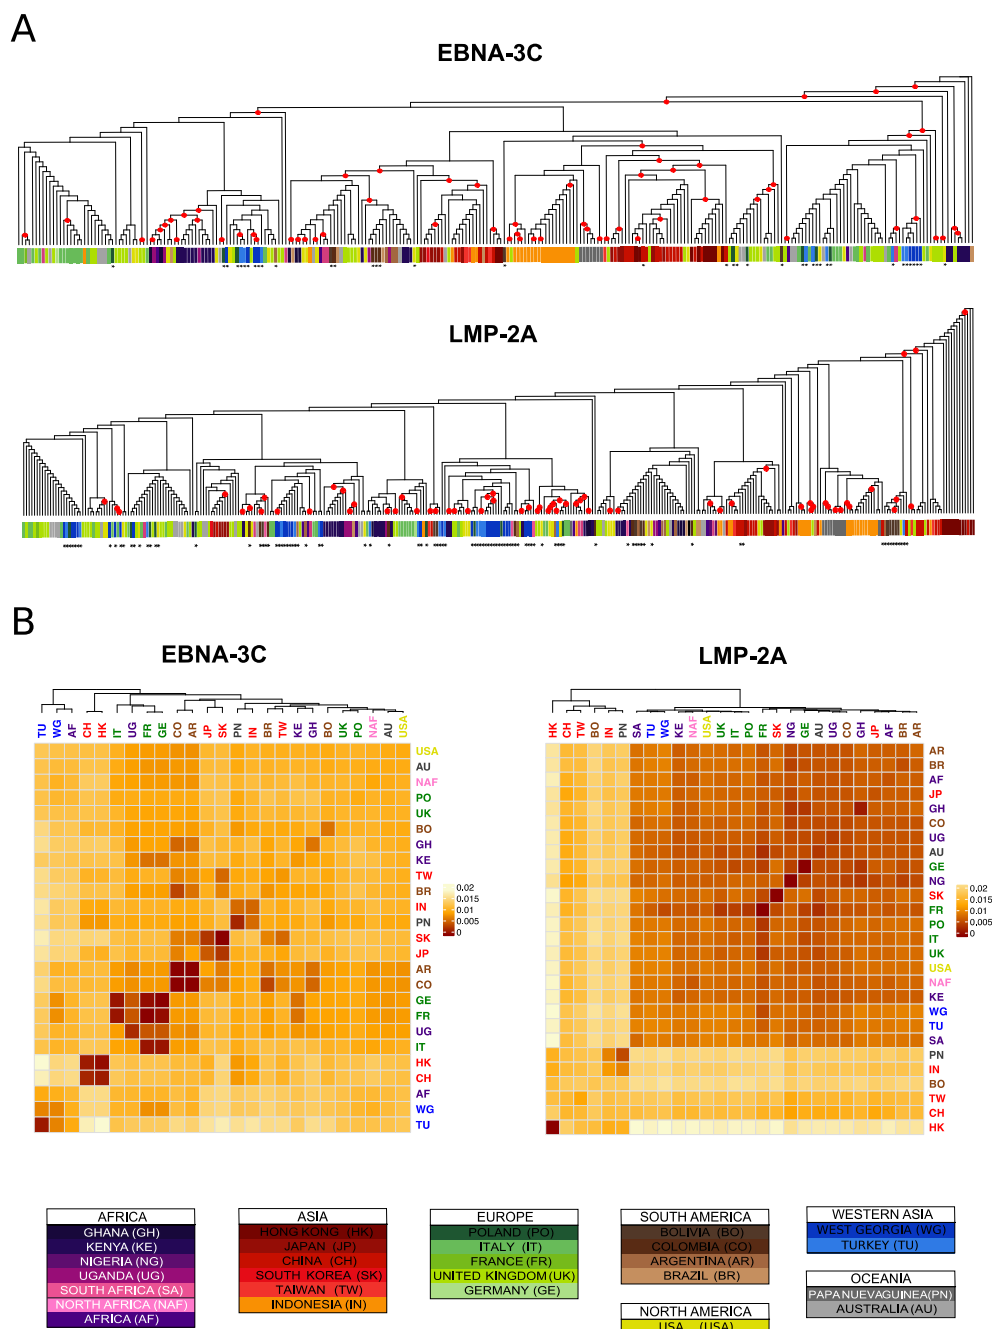 A
EBNA-3C
LMP-2A
B
EBNA-3C
LMP-2A
TU WG AF CH HK IT UG FR GE CO AR JP SK PN IN BR TW KE GH BO UK PO NAF AU USA
HK CH TW BO IN PN SA TU WG KE NAF USA UK IT PO FR SK NG GE AU UG CO GH JP AF BR AR
USA
AU
NAF
PO
UK
BO
GH
KE
TW
BR
IN
PN
SK
JP
AR
CO
GE
FR
UG
IT
HK
CH
AF
WG
TU
0.02
0.015
0.01
0.005
0
AR
BR
AF
JP
GH
CO
UG
AU
GE
NG
SK
FR
PO
IT
UK
USA
NAF
KE
WG
TU
SA
PN
IN
BO
TW
CH
HK
0.02
0.015
0.01
0.005
0
AFRICA
GHANA (GH)
KENYA (KE)
NIGERIA (NG)
UGANDA (UG)
SOUTH AFRICA (SA)
NORTH AFRICA (NAF)
AFRICA (AF)
ASIA
HONG KONG (HK)
JAPAN (JP)
CHINA (CH)
SOUTH KOREA (SK)
TAIWAN (TW)
INDONESIA (IN)
EUROPE
POLAND (PO)
ITALY (IT)
FRANCE (FR)
UNITED KINGDOM (UK)
GERMANY (GE)
SOUTH AMERICA
BOLIVIA (BO)
COLOMBIA (CO)
ARGENTINA (AR)
BRAZIL (BR)
NORTH AMERICA
USA (USA)
WESTERN ASIA
WEST GEORGIA (WG)
TURKEY (TU)
OCEANIA
PAPA NUEVAGUINEA(PN)
AUSTRALIA (AU)